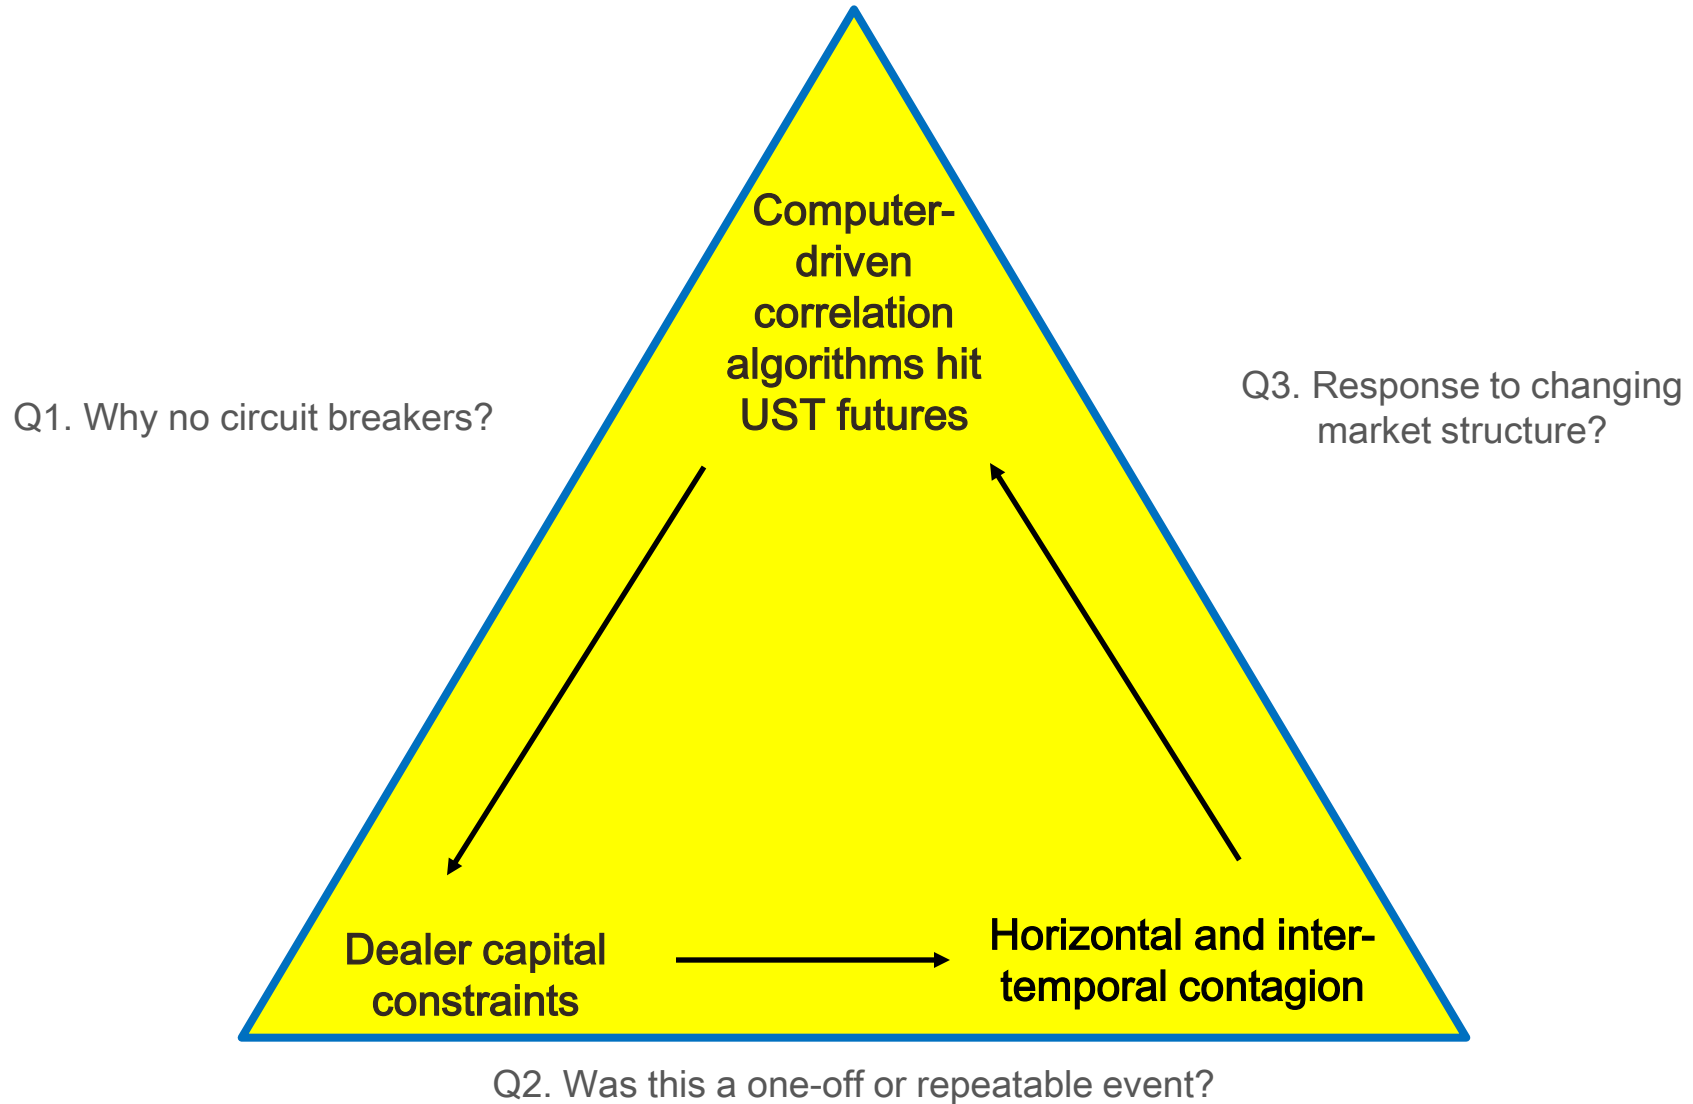 Computer-
driven
correlation
algorithms hit
UST futures
Q1. Why no circuit breakers?
Q3. Response to changing
market structure?
Dealer capital
constraints
Horizontal and inter-
temporal contagion
Q2. Was this a one-off or repeatable event?